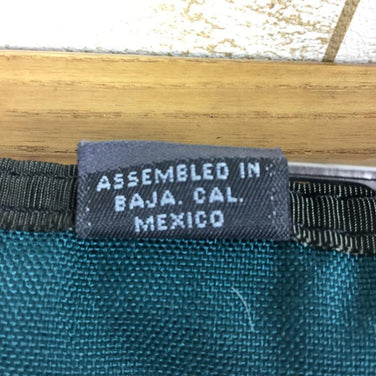 ASSEMBLED IN
BAJA. CAL.
MEXICO